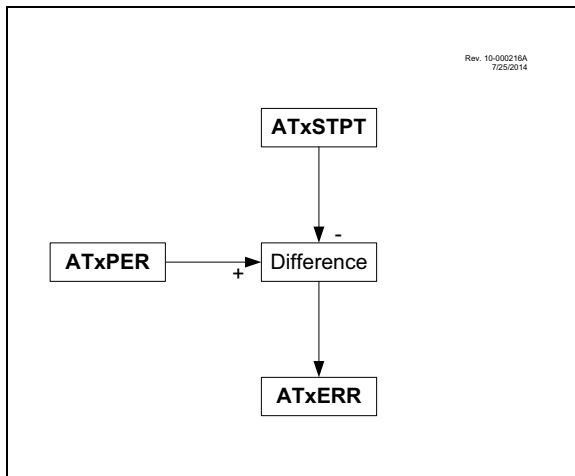 Rev. 10-000216A
7/25/2014
ATxSTPT
-
ATxPER
+
Difference
ATxERR